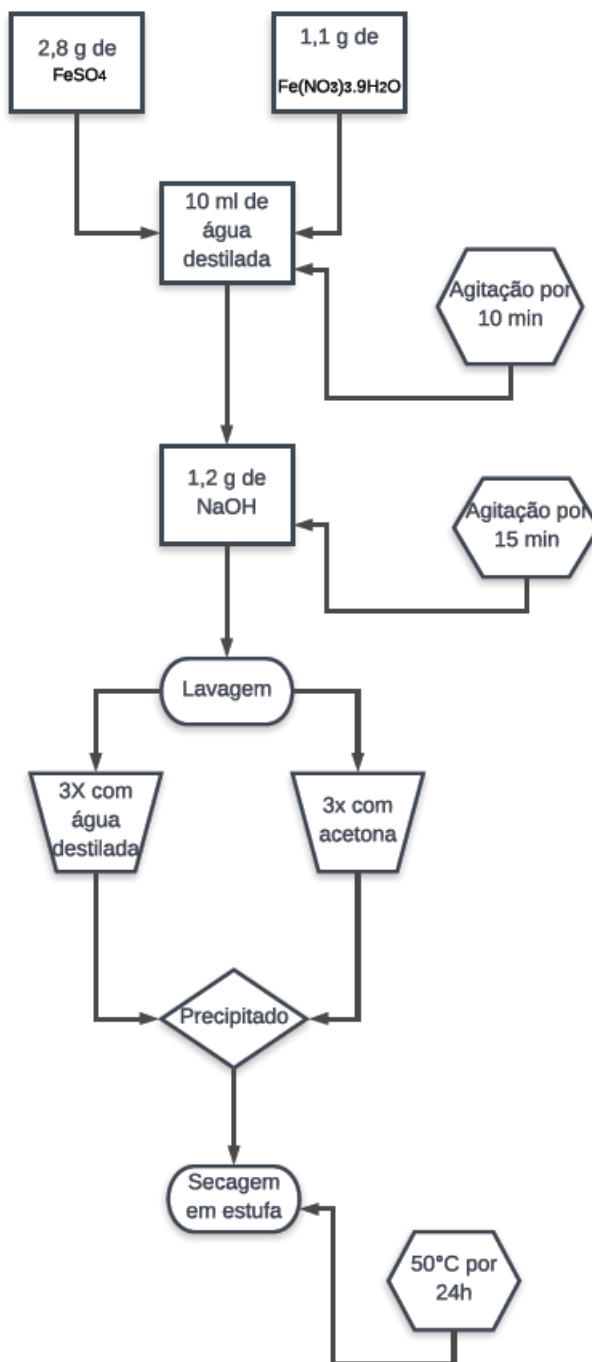 2,8 g de
FeSO4
1,1 g de
Fe(NO3)3.9H2O
10 ml de
água
destilada
Agitação por
10 min
1,2 g de
NaOH
Agitação por
15 min
Lavagem
3X com
água
destilada
3x com
acetona
Precipitado
Secagem
em estufa
50°C por
24h